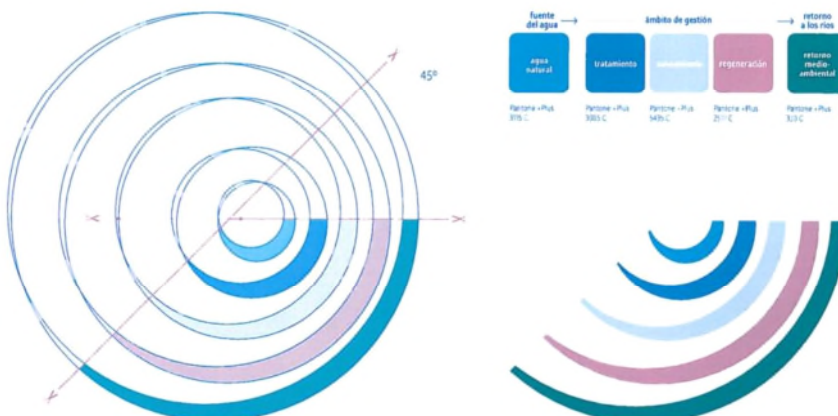 fuente
del agua
ámbito de gestión
retorno
a los ríos
agua
natural
tratamiento
regeneración
retorno
medio-
ambiental
45º
Pantone +Plus
Pantone +Plus
Pantone +Plus
Pantone +Plus
Pantone +Plus